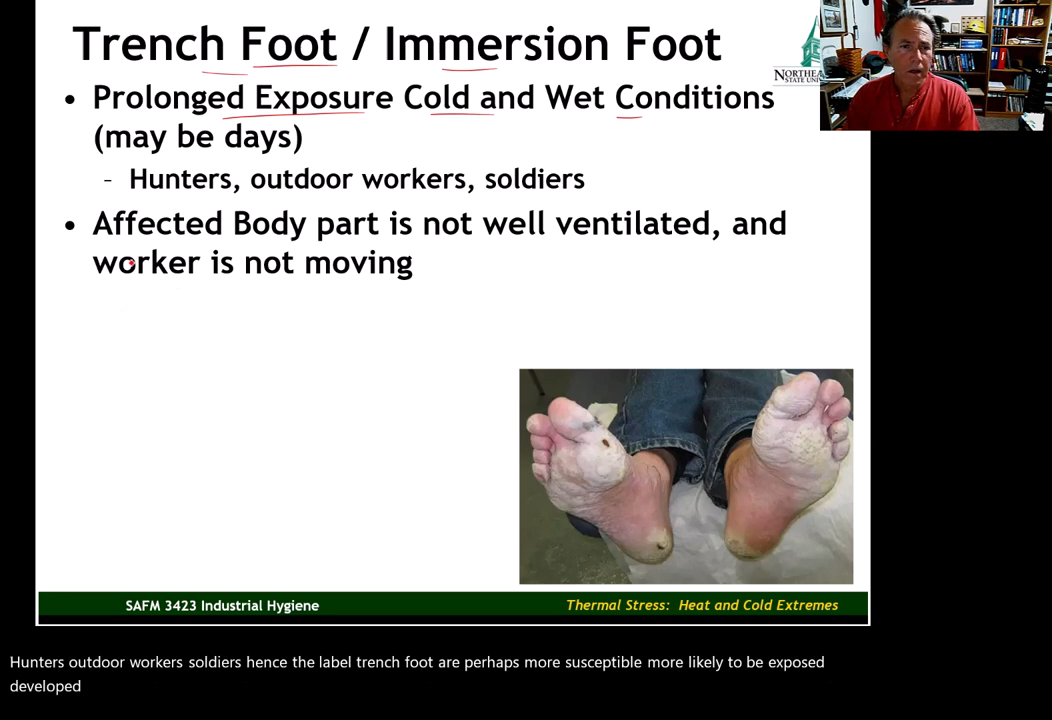 Trench Foot / Immersion Foot
• Prolonged Exposure Cold and Wet Conditions
(may be days)
- Hunters, outdoor workers, soldiers
• Affected Body part is not well ventilated, and
worker is not moving
SAFM 3423 Industrial Hygiene
Thermal Stress: Heat and Cold Extremes
Hunters outdoor workers soldiers hence the label trench foot are perhaps more susceptible more likely to be exposed
developed